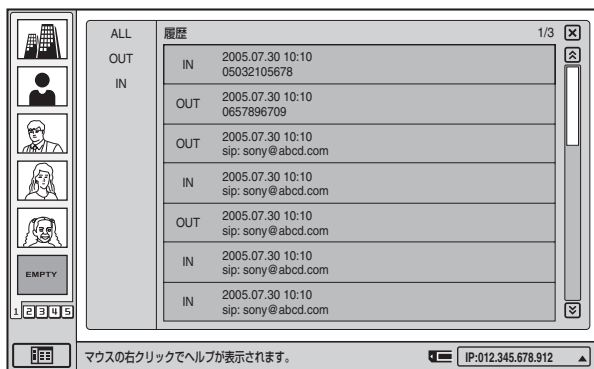 ALL
OUT
IN
履歴
1/3
IN
2005.07.30 10:10
05032105678
OUT
2005.07.30 10:10
0657896709
OUT
2005.07.30 10:10
sip: sony@abcd.com
IN
2005.07.30 10:10
sip: sony@abcd.com
OUT
2005.07.30 10:10
sip: sony@abcd.com
IN
2005.07.30 10:10
sip: sony@abcd.com
IN
2005.07.30 10:10
sip: sony@abcd.com
EMPTY
1 2 3 4 5
マウスの右クリックでヘルプが表示されます。
IP:012.345.678.912